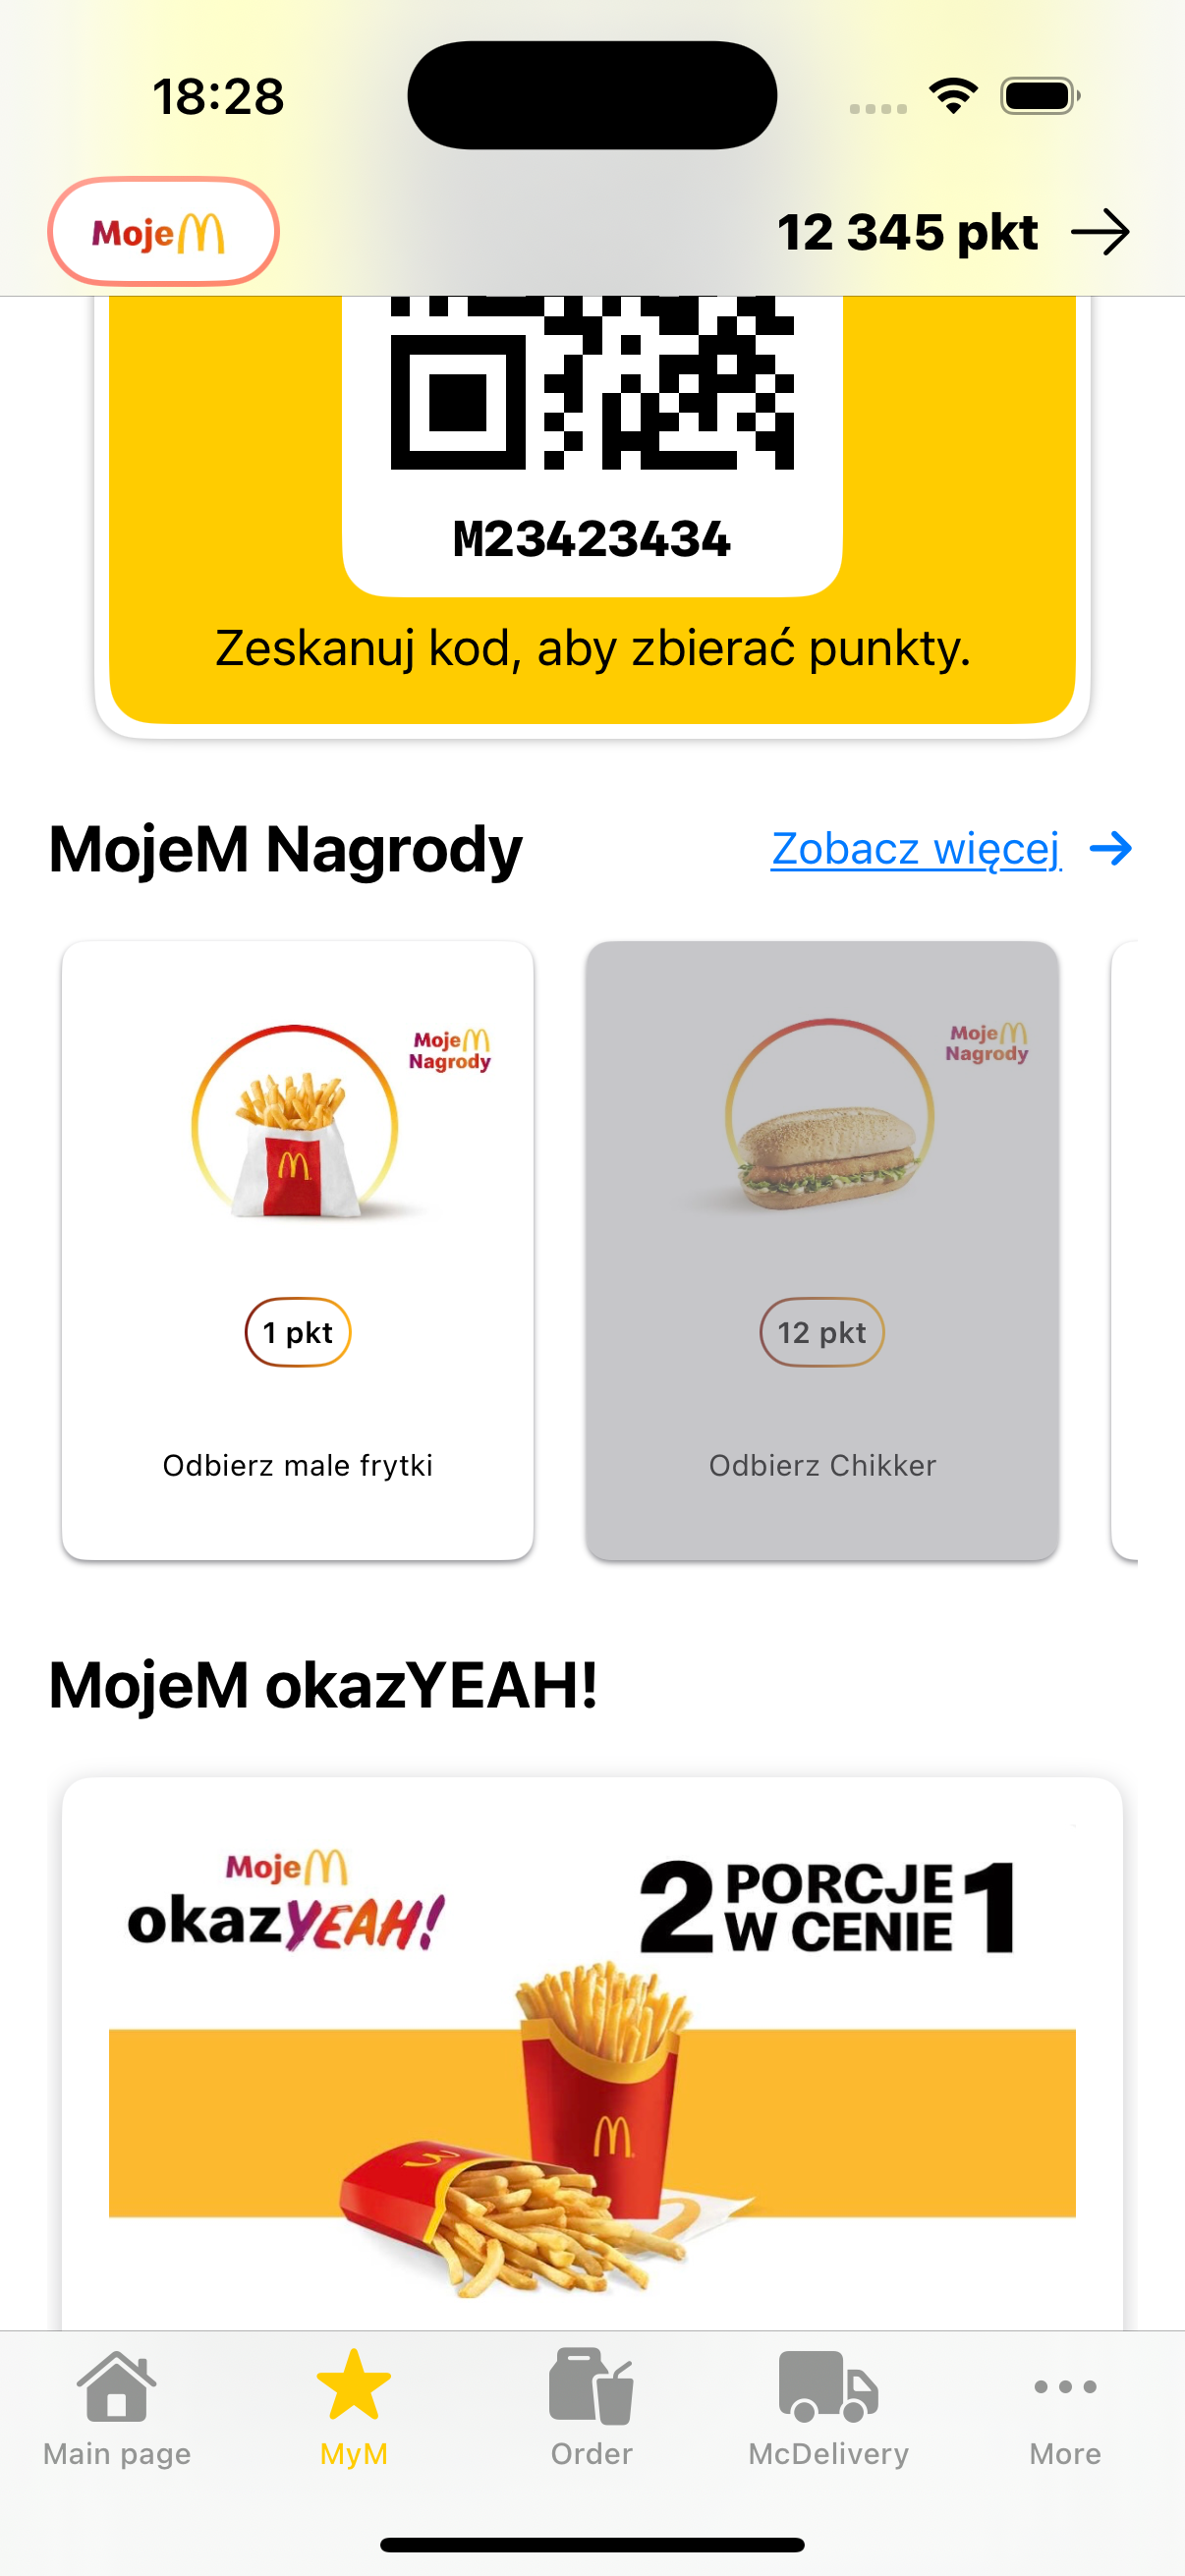 18:28
MojeM
12 345 pkt
M23423434
Zeskanuj kod, aby zbierać punkty.
MojeM Nagrody
Zobacz więcej
MojeM
Nagrody
MojeM
Nagrody
1 pkt
12 pkt
Odbierz male frytki
Odbierz Chikker
MojeM okazYEAH!
MojeM
okazYEAH!
2 PORCJE W CENIE 1
Main page
MyM
Order
McDelivery
More